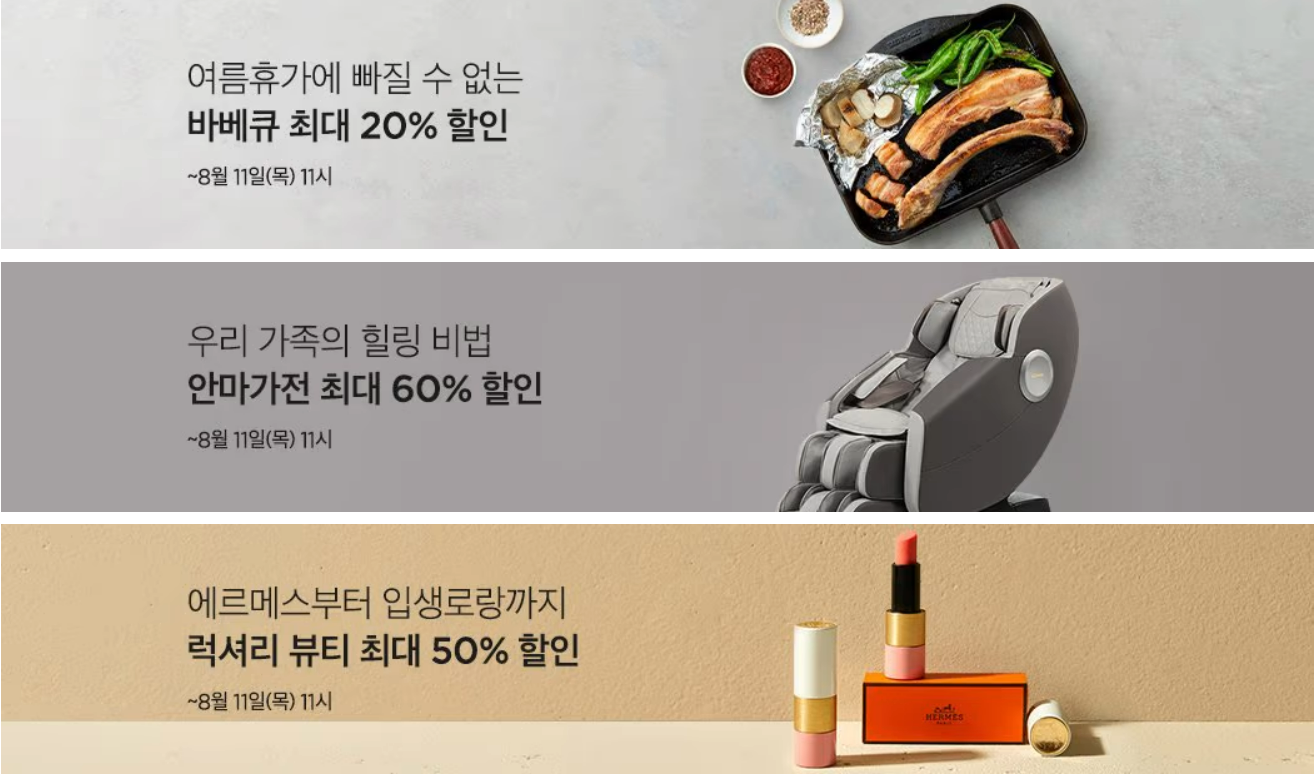 여름휴가에 빠질 수 없는
바베큐 최대 20% 할인
~8월 11일(목) 11시
우리 가족의 힐링 비법
안마가전 최대 60% 할인
~8월 11일(목) 11시
에르메스부터 입생로랑까지
럭셔리 뷰티 최대 50% 할인
~8월 11일(목) 11시
HERMÈS
PARIS